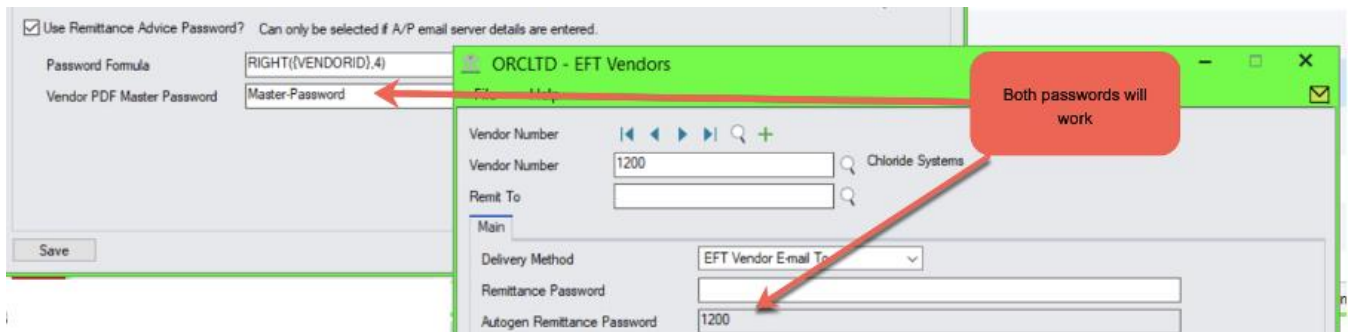 Use Remittance Advice Password? Can only be selected if A/P email server details are entered.
Password Formula RIGHT({VENDORID},4)
Vendor PDF Master Password Master-Password
Save
ORCLTD - EFT Vendors
Both passwords will
work
Vendor Number
Vendor Number 1200 Chloride Systems
Remit To
Main
Delivery Method EFT Vendor E-mail To
Remittance Password
Autogen Remittance Password 1200